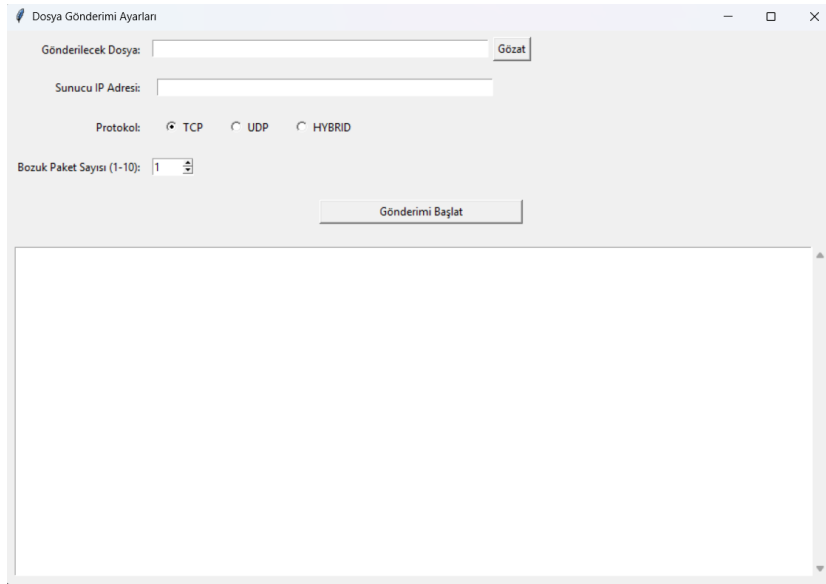 Dosya Gönderimi Ayarları
Gönderilecek Dosya: Gözat
Sunucu IP Adresi:
Protokol: TCP UDP HYBRID
Bozuk Paket Sayısı (1-10): 1
Gönderimi Başlat